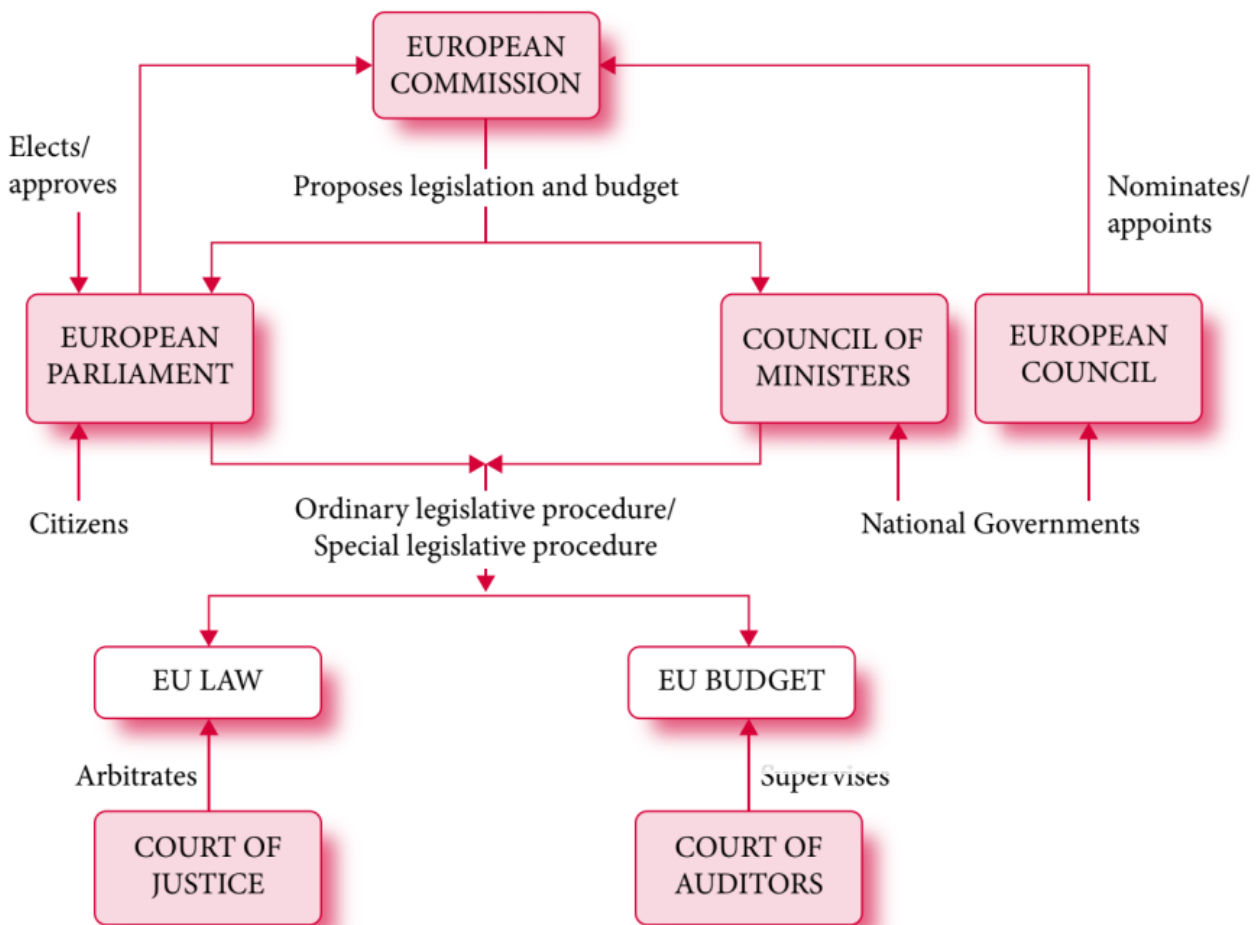 EUROPEAN
COMMISSION
Elects/
approves
Proposes legislation and budget
Nominates/
appoints
EUROPEAN
PARLIAMENT
COUNCIL OF
MINISTERS
EUROPEAN
COUNCIL
Citizens
Ordinary legislative procedure/
Special legislative procedure
National Governments
EU LAW
EU BUDGET
Arbitrates
Supervises
COURT OF
JUSTICE
COURT OF
AUDITORS